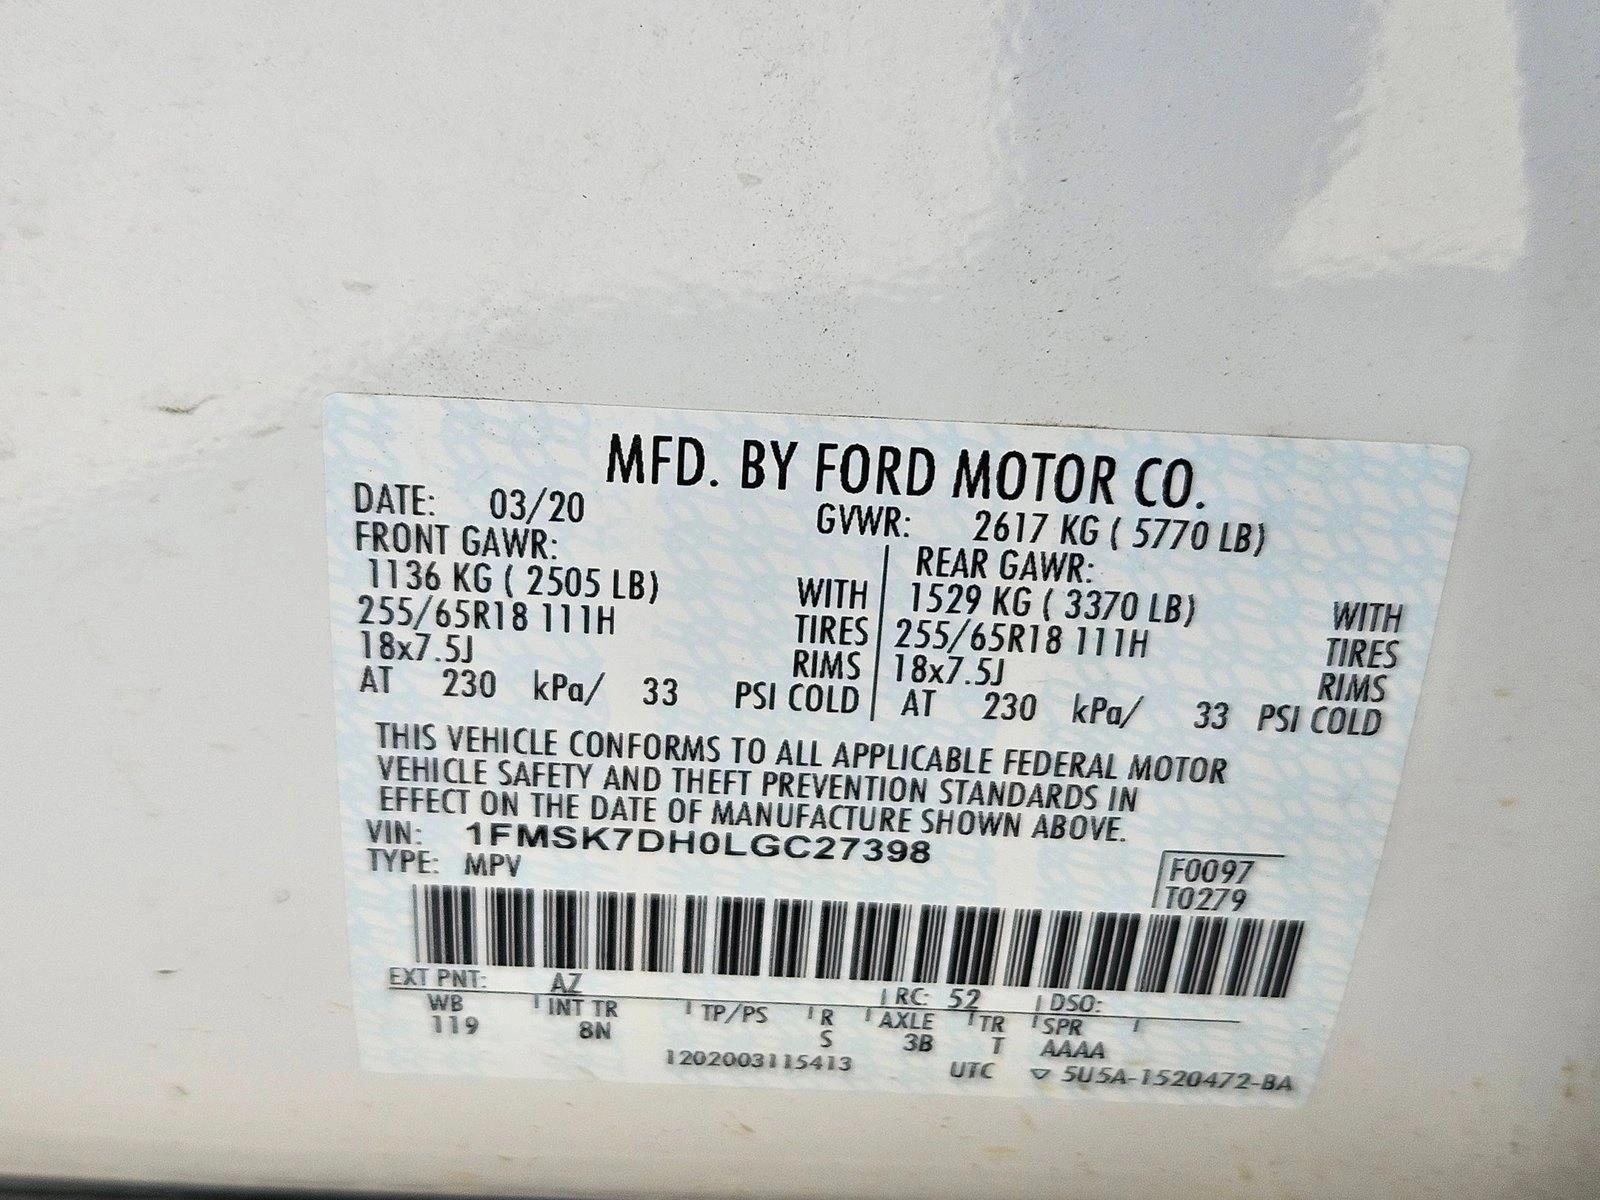 MFD. BY FORD MOTOR CO.
DATE: 03/20 GVWR: 2617 KG ( 5770 LB)
FRONT GAWR: REAR GAWR:
1136 KG ( 2505 LB) WITH 1529 KG ( 3370 LB) WITH
255/65R18 111H TIRES 255/65R18 111H TIRES
18x7.5J RIMS 18x7.5J RIMS
AT 230 kPa/ 33 PSI COLD AT 230 kPa/ 33 PSI COLD
THIS VEHICLE CONFORMS TO ALL APPLICABLE FEDERAL MOTOR
VEHICLE SAFETY AND THEFT PREVENTION STANDARDS IN
EFFECT ON THE DATE OF MANUFACTURE SHOWN ABOVE.
VIN: 1FMSK7DH0LGC27398
TYPE: MPV F0097
T0279
EXT PNT: AZ RC: 52 DSO:
WB INT TR TP/PS R AXLE TR SPR
119 8N S 3B T AAAA
1202003115413 UTC ▽ 5U5A-1520472-BA